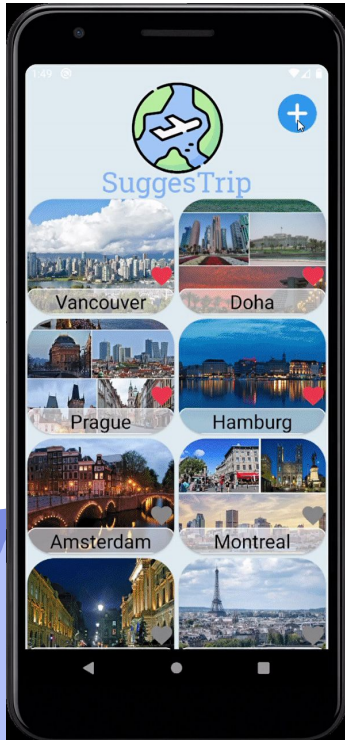 1:49
SuggesTrip
Vancouver
Doha
Prague
Hamburg
Amsterdam
Montreal